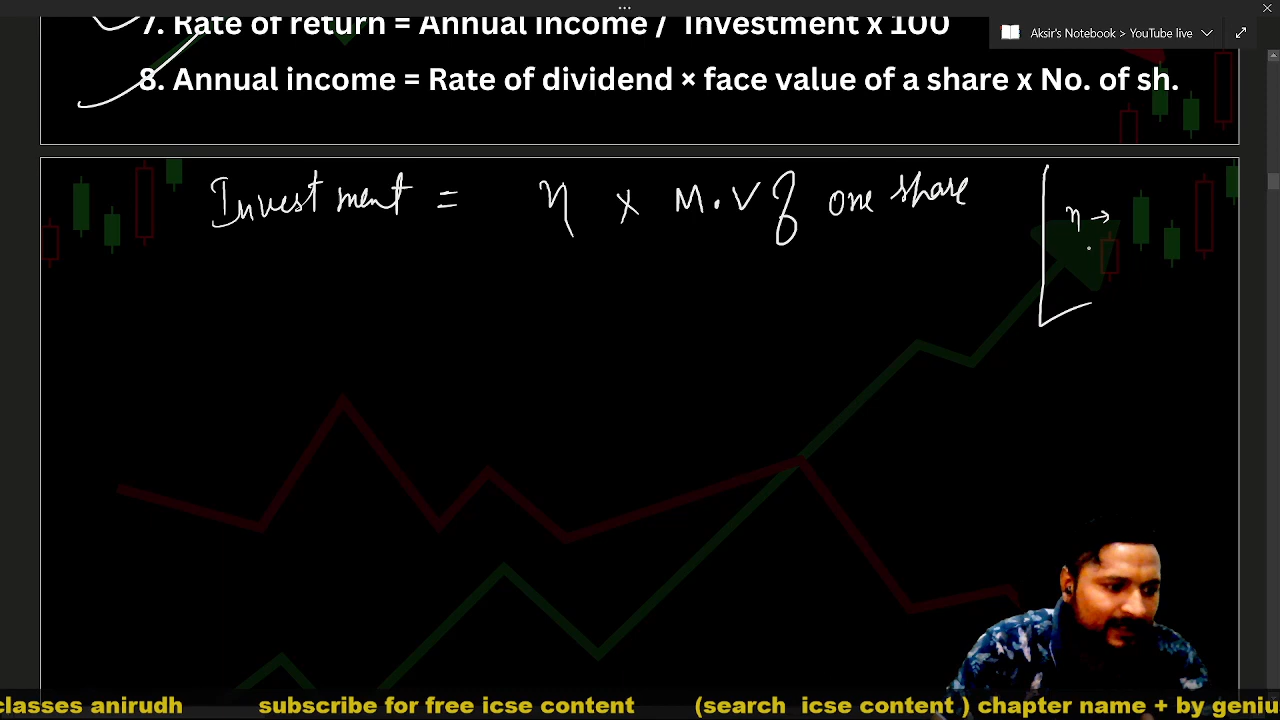 Aksir's Notebook > YouTube live
7. Rate of return = Annual Income / Investment x 100
8. Annual income = Rate of dividend × face value of a share x No. of sh.
Investment = n x M.V of one share
n →
classes anirudh subscribe for free icse content (search icse content ) chapter name + by geniu